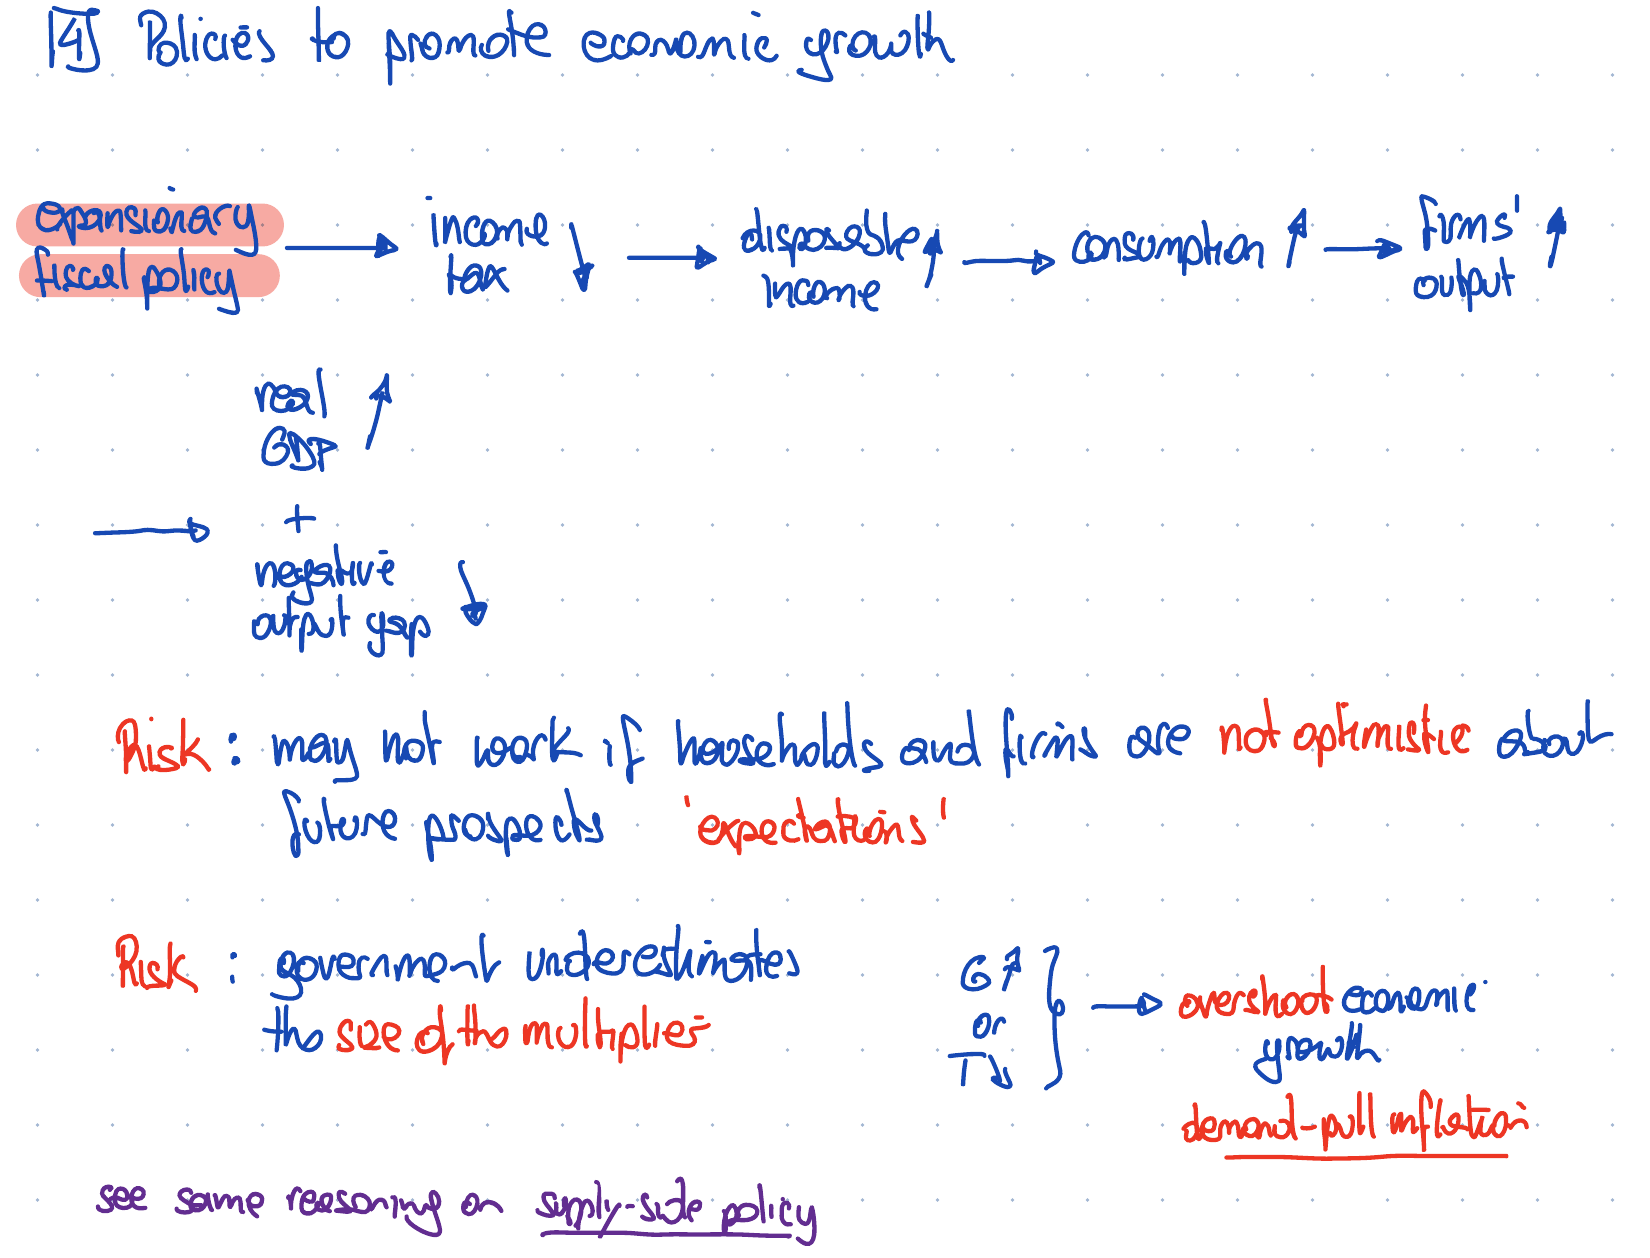 [4] Policies to promote economic growth
expansionary
fiscal policy → income
tax ↘ → disposable
income ↗ → consumption ↗ → firms'
output ↗
→ real
GDP ↗
+
negative
output gap ↘
Risk : may not work if households and firms are not optimistic about
future prospects 'expectations'
Risk : government underestimates
the size of the multiplier
G ↗
or
T ↘
} → overshoot economic
growth
demand-pull inflation
see same reasoning on supply-side policy